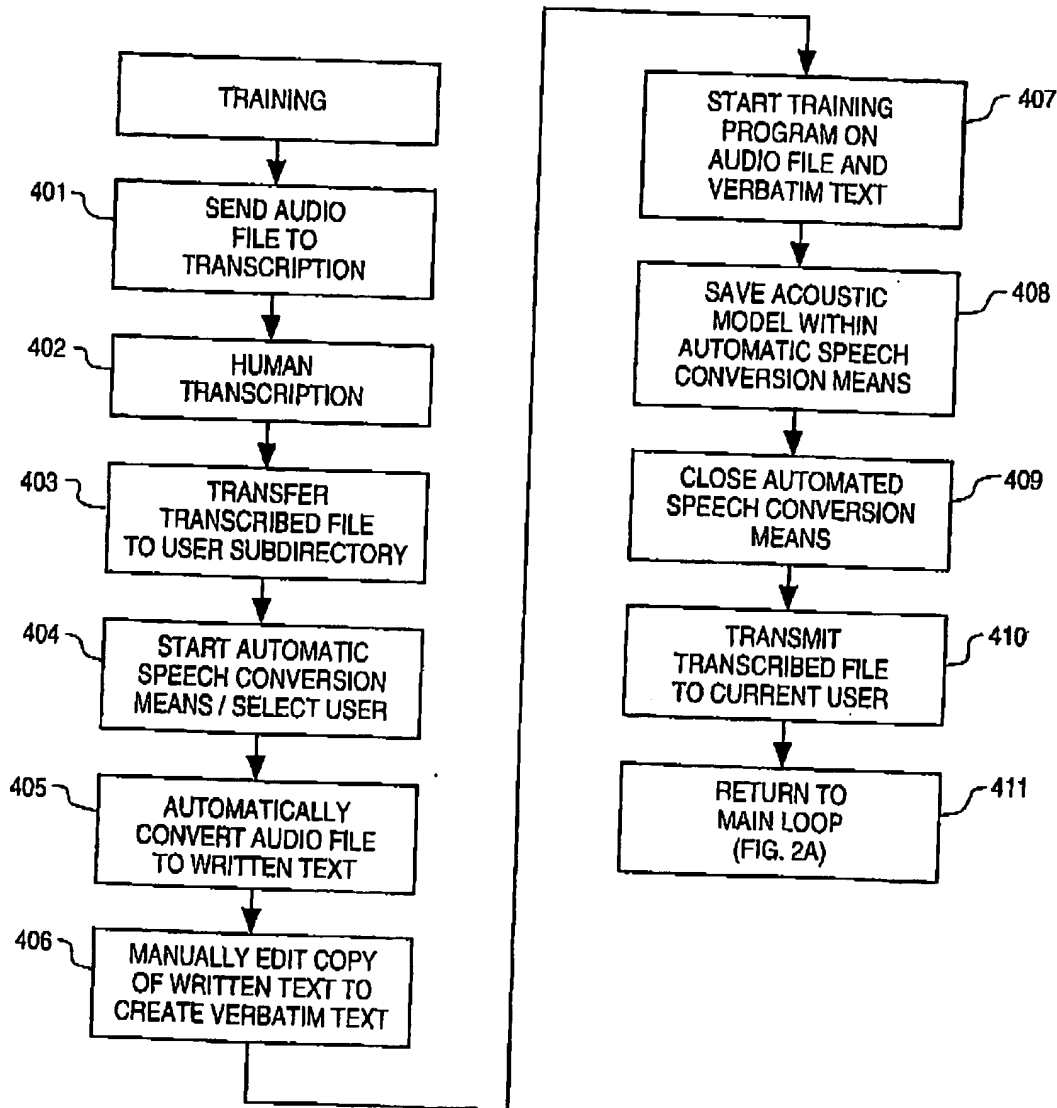 TRAINING
401
SEND AUDIO
FILE TO
TRANSCRIPTION
402
HUMAN
TRANSCRIPTION
403
TRANSFER
TRANSCRIBED FILE
TO USER SUBDIRECTORY
404
START AUTOMATIC
SPEECH CONVERSION
MEANS / SELECT USER
405
AUTOMATICALLY
CONVERT AUDIO FILE
TO WRITTEN TEXT
406
MANUALLY EDIT COPY
OF WRITTEN TEXT TO
CREATE VERBATIM TEXT
START TRAINING
PROGRAM ON
AUDIO FILE AND
VERBATIM TEXT
407
SAVE ACOUSTIC
MODEL WITHIN
AUTOMATIC SPEECH
CONVERSION MEANS
408
CLOSE AUTOMATED
SPEECH CONVERSION
MEANS
409
TRANSMIT
TRANSCRIBED FILE
TO CURRENT USER
410
RETURN TO
MAIN LOOP
(FIG. 2A)
411